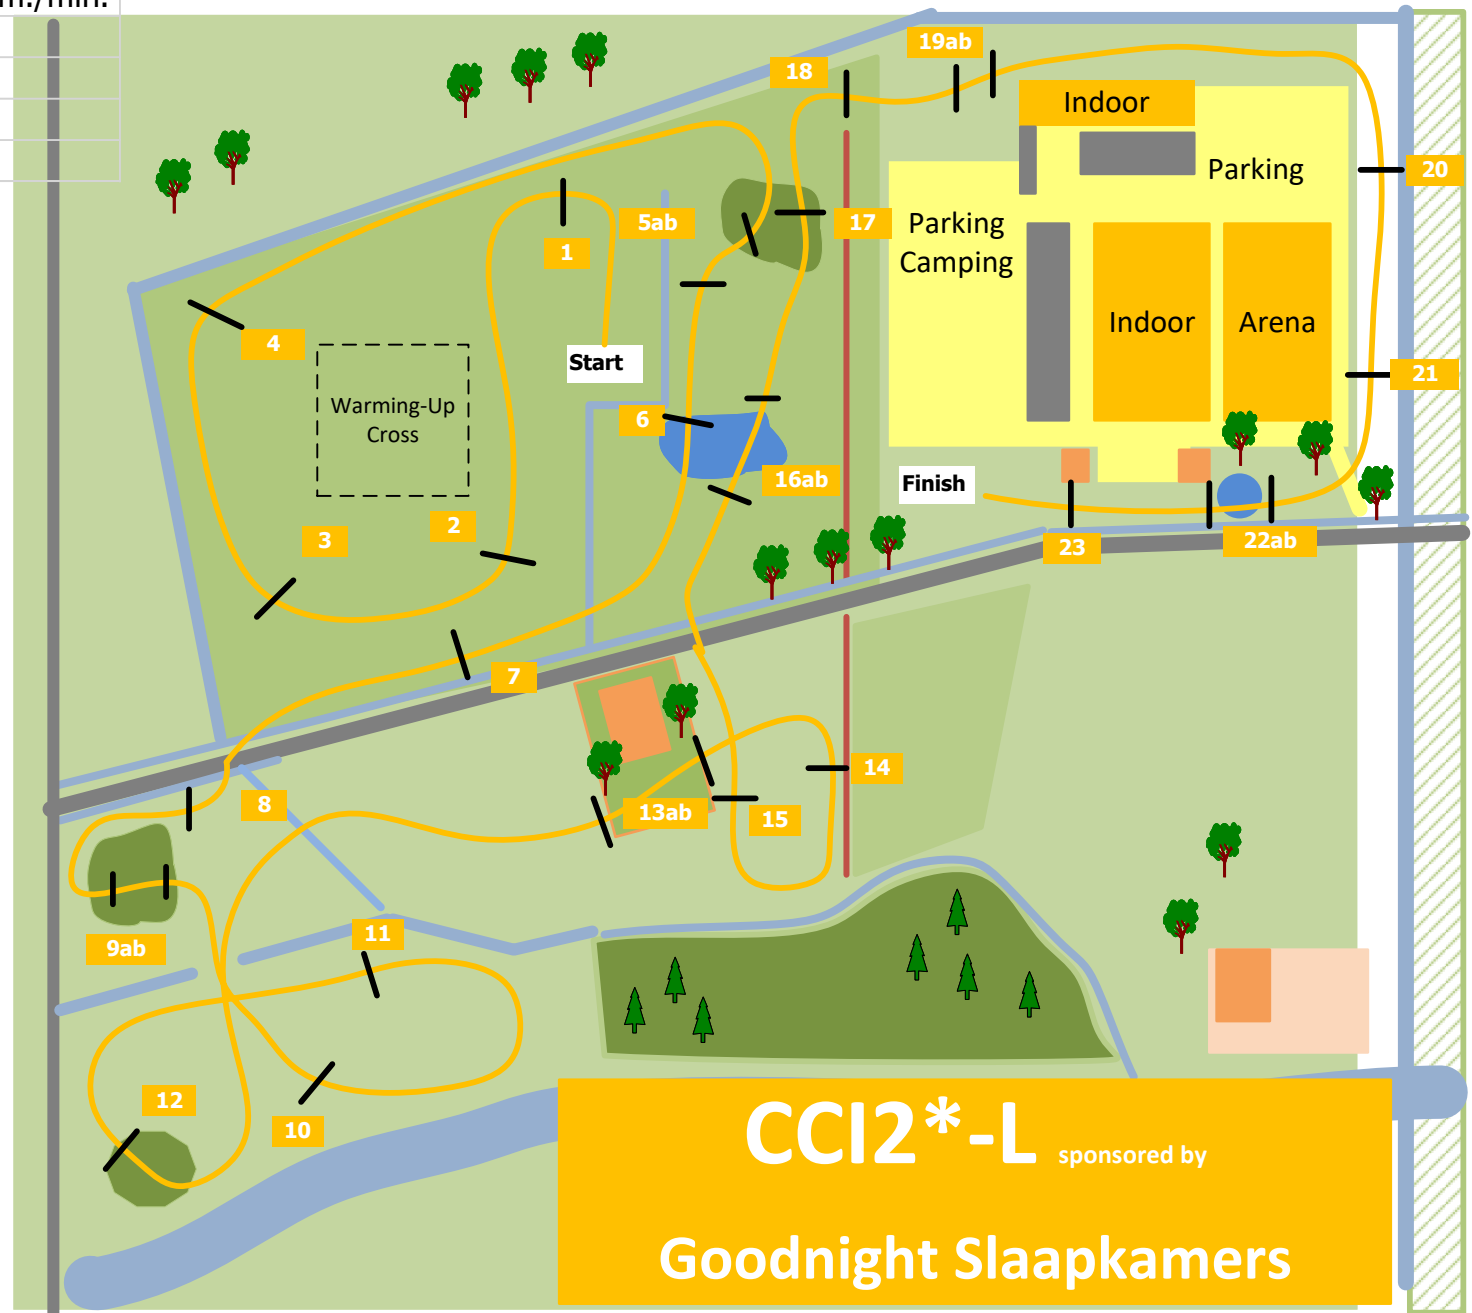 m./min.
19ab
18
Indoor
Parking
20
17
5ab
1
Parking
Camping
4
Start
Indoor
Arena
21
Warming-Up
Cross
6
16ab
Finish
2
3
23
22ab
7
14
8
13ab
15
11
9ab
12
10
CCI2*-L sponsored by
Goodnight Slaapkamers